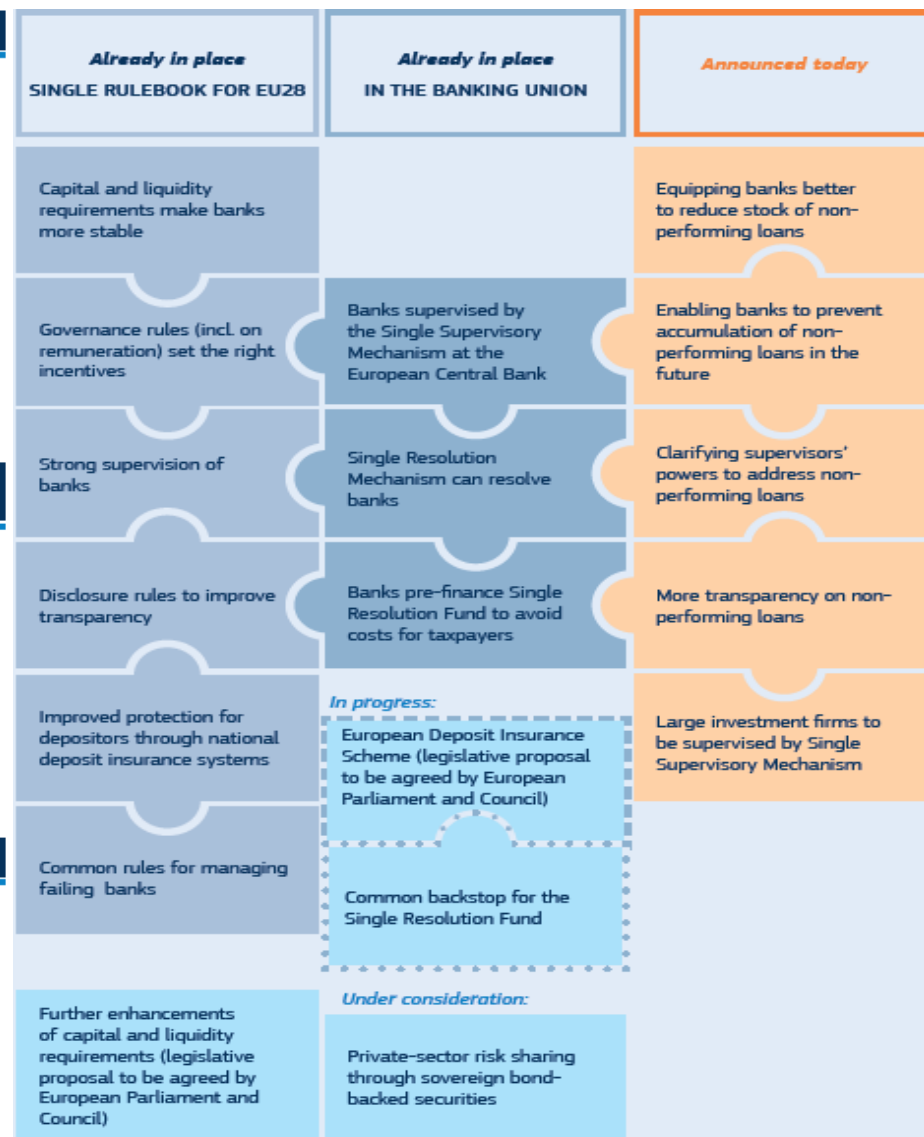 Already in place
SINGLE RULEBOOK FOR EU28
Capital and liquidity
requirements make banks
more stable
Governance rules (incl. on
remuneration) set the right
incentives
Strong supervision of
banks
Disclosure rules to improve
transparency
Improved protection for
depositors through national
deposit insurance systems
Common rules for managing
failing banks
Further enhancements
of capital and liquidity
requirements (legislative
proposal to be agreed by
European Parliament and
Council)
Already in place
IN THE BANKING UNION
Banks supervised by
the Single Supervisory
Mechanism at the
European Central Bank
Single Resolution
Mechanism can resolve
banks
Banks pre-finance Single
Resolution Fund to avoid
costs for taxpayers
In progress:
European Deposit Insurance
Scheme (legislative proposal
to be agreed by European
Parliament and Council)
Common backstop for the
Single Resolution Fund
Under consideration:
Private-sector risk sharing
through sovereign bond-
backed securities
Announced today
Equipping banks better
to reduce stock of non-
performing loans
Enabling banks to prevent
accumulation of non-
performing loans in the
future
Clarifying supervisors'
powers to address non-
performing loans
More transparency on non-
performing loans
Large investment firms to
be supervised by Single
Supervisory Mechanism